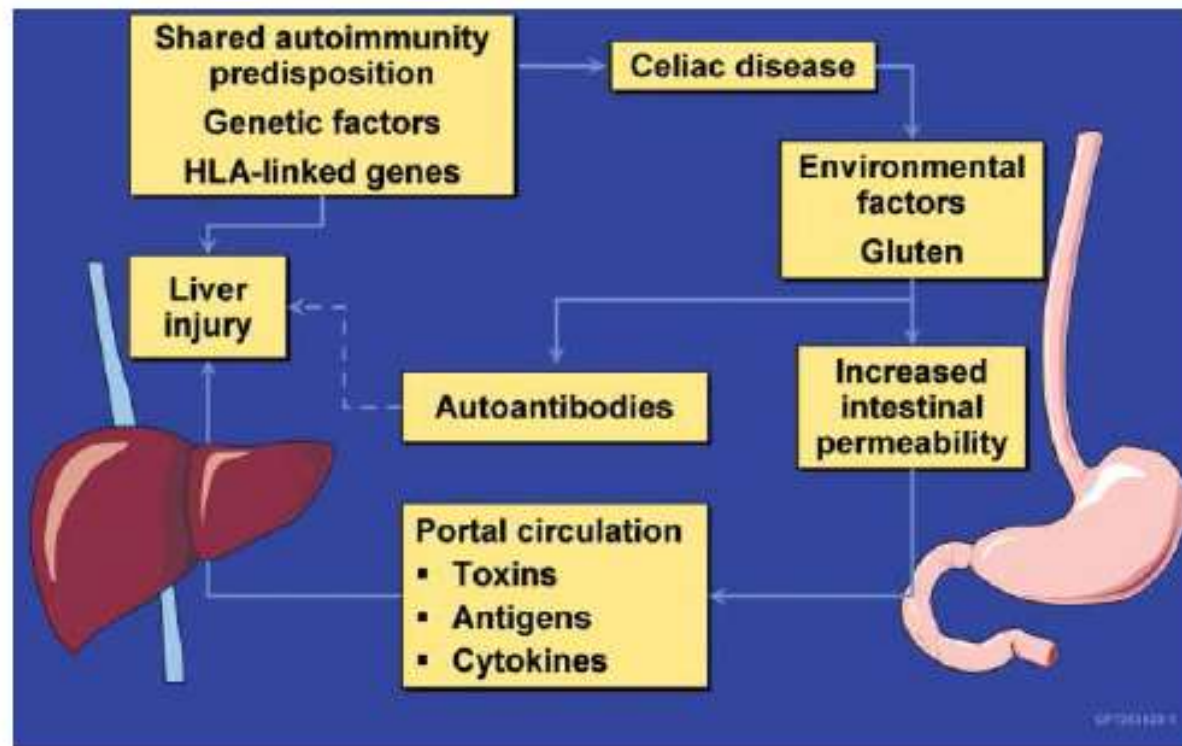 Shared autoimmunity
predisposition
Genetic factors
HLA-linked genes
Celiac disease
Environmental
factors
Gluten
Liver
injury
Autoantibodies
Increased
intestinal
permeability
Portal circulation
▪ Toxins
▪ Antigens
▪ Cytokines